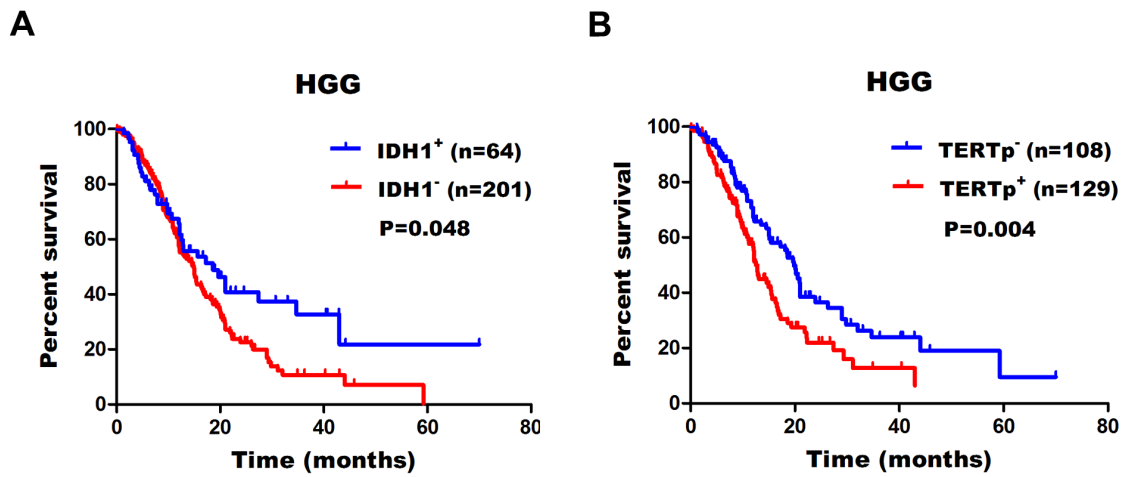 A
HGG
IDH1⁺ (n=64)
IDH1⁻ (n=201)
P=0.048
Percent survival
100
80
60
40
20
0
0 20 40 60 80
Time (months)
B
HGG
TERTp⁻ (n=108)
TERTp⁺ (n=129)
P=0.004
Percent survival
100
80
60
40
20
0
0 20 40 60 80
Time (months)